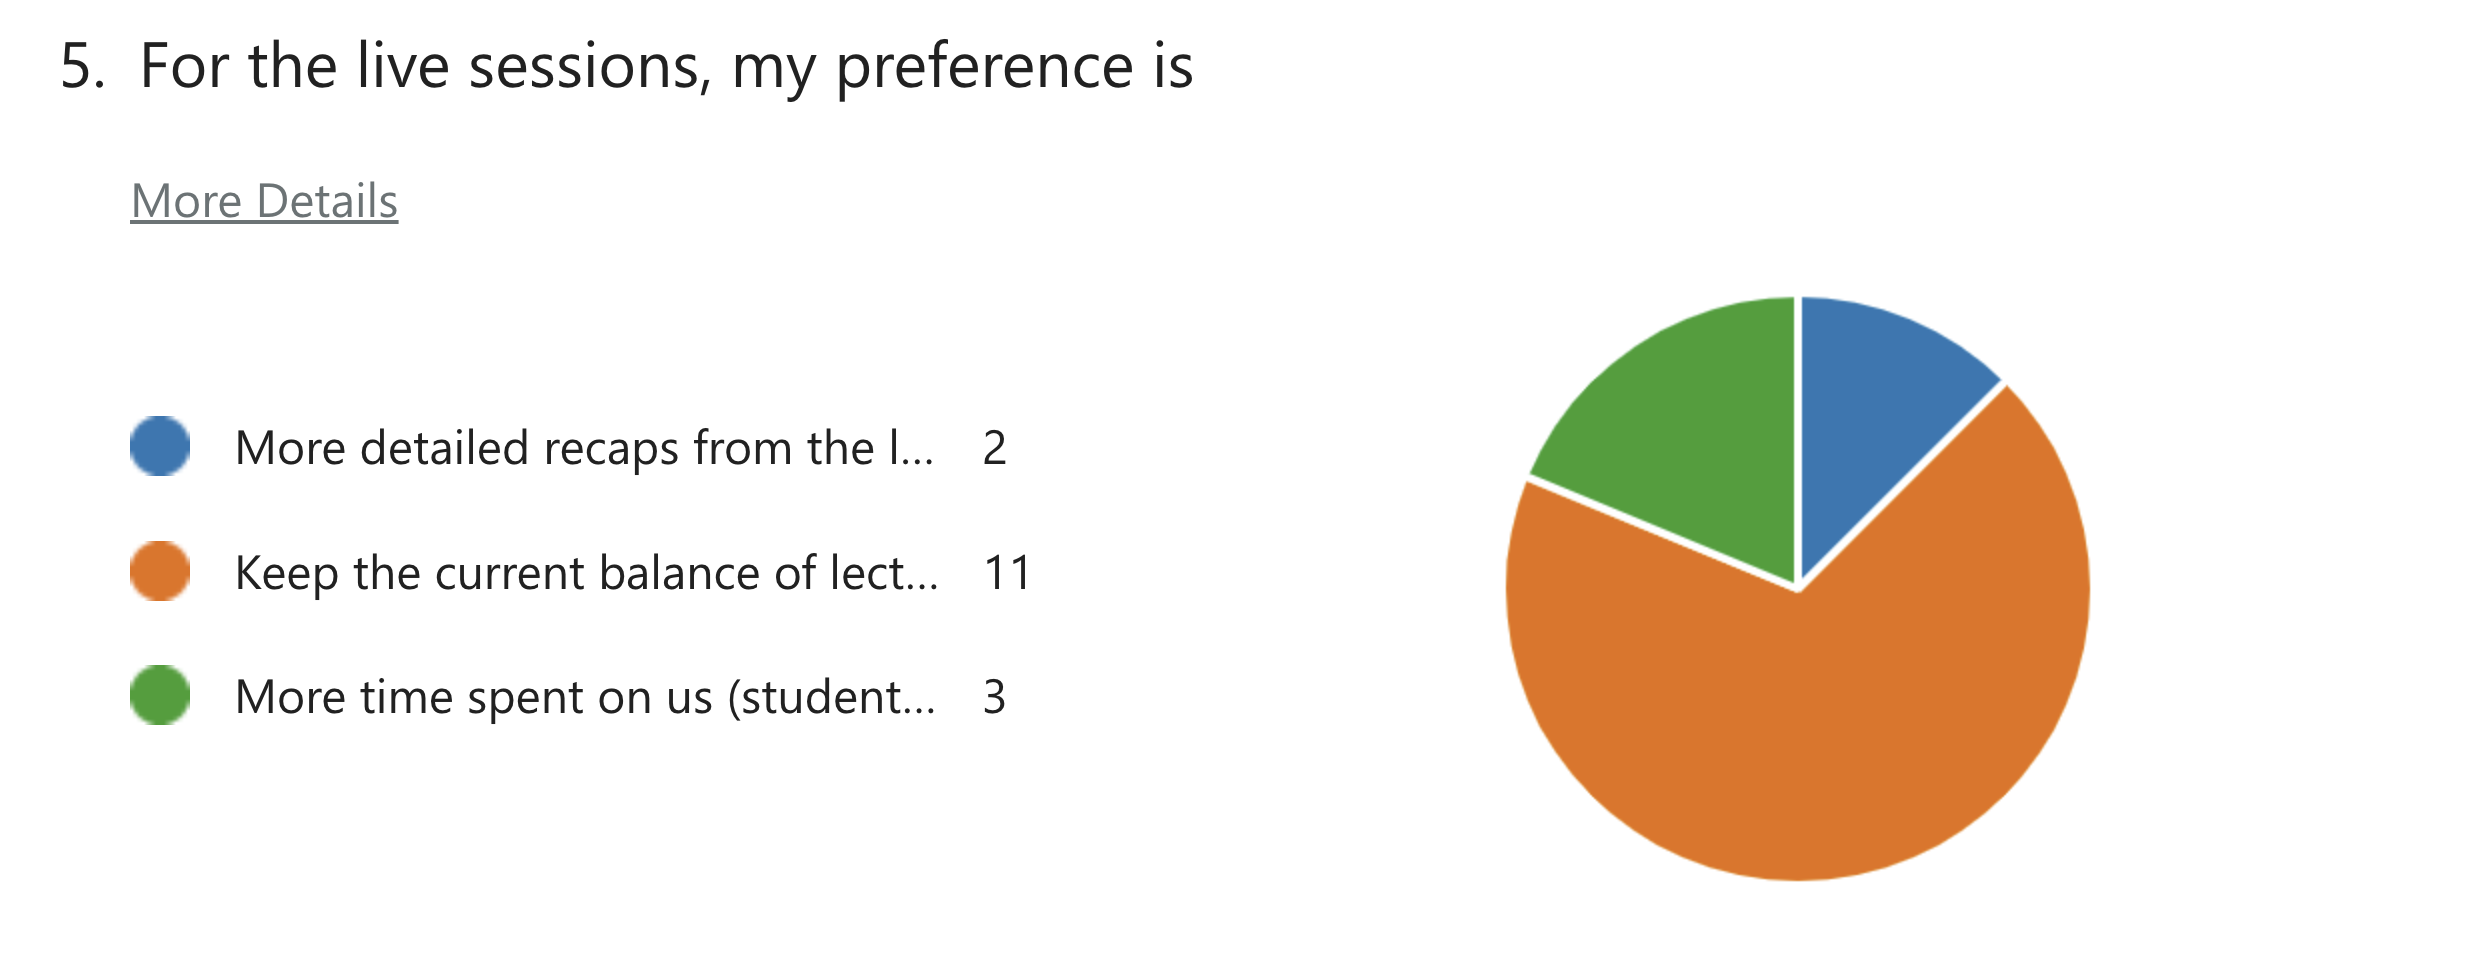 5. For the live sessions, my preference is
More Details
More detailed recaps from the l... 2
Keep the current balance of lect... 11
More time spent on us (student... 3